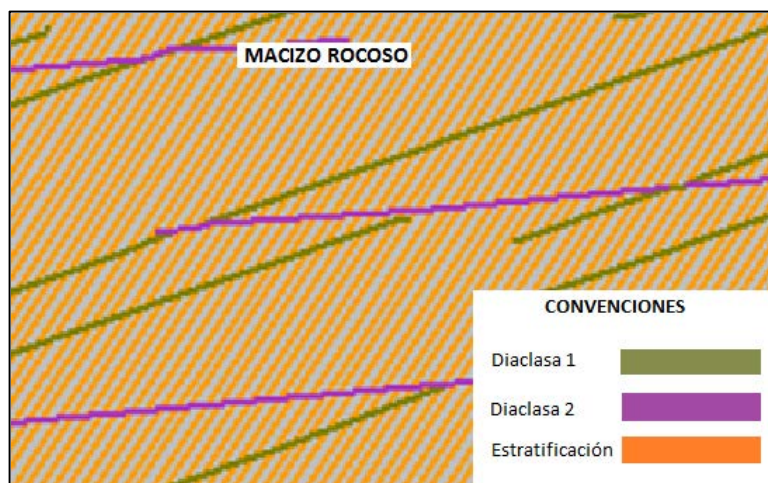 MACIZO ROCOSO
CONVENCIONES
Diaclasa 1
Diaclasa 2
Estratificación